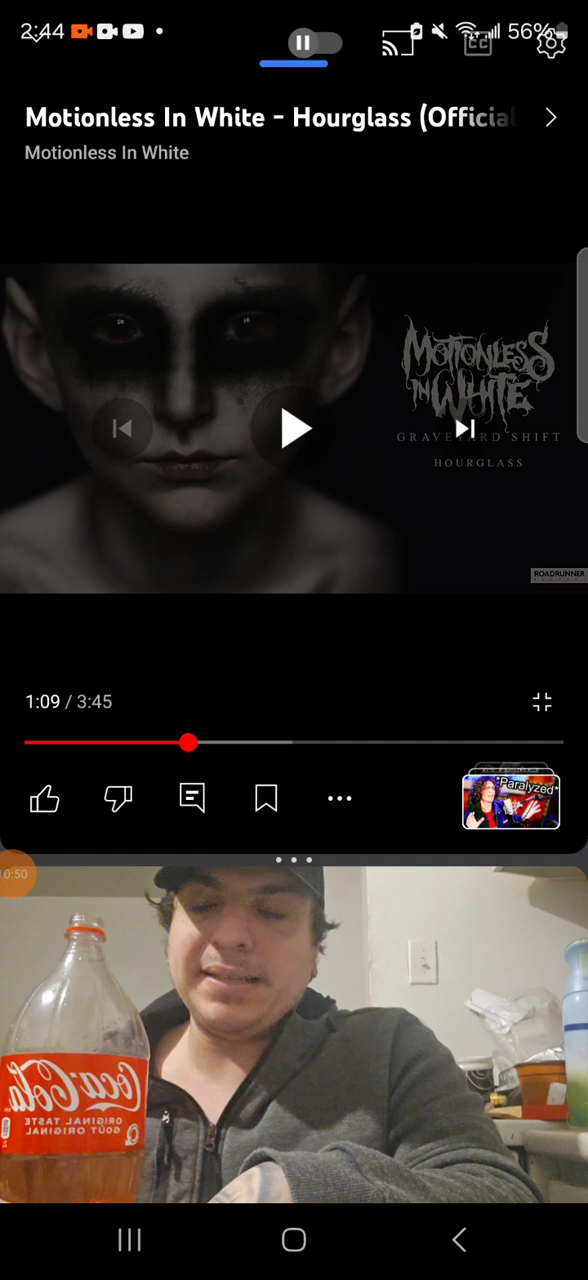 2:44
CC
56%
Motionless In White - Hourglass (Official
Motionless In White
MOTIONLESS
IN WHITE
GRAVEYARD SHIFT
HOURGLASS
ROADRUNNER
1:09 / 3:45
*Paralyzed*
0:50
Coca-Cola
ORIGINAL TASTE
GOÛT ORIGINAL